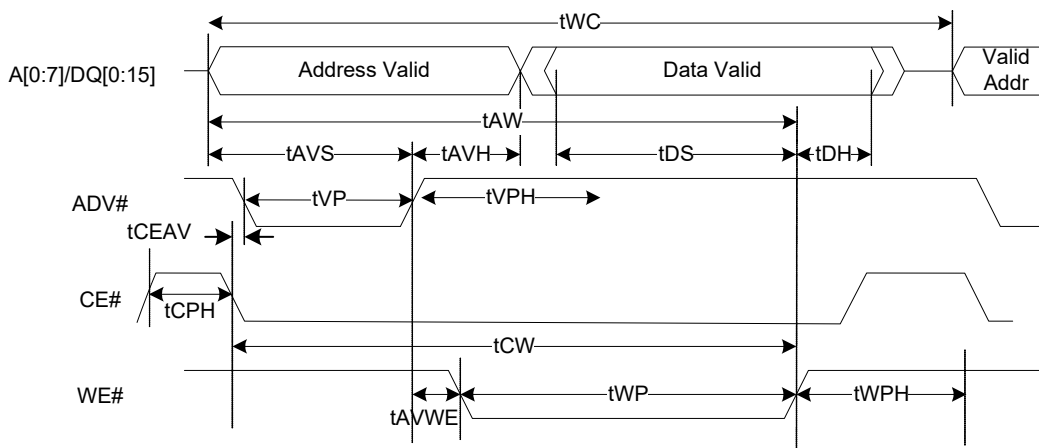 tWC
A[0:7]/DQ[0:15]
Address Valid
Data Valid
Valid
Addr
tAW
tAVS
tAVH
tDS
tDH
ADV#
tVP
tVPH
tCEAV
CE#
tCPH
tCW
WE#
tAVWE
tWP
tWPH